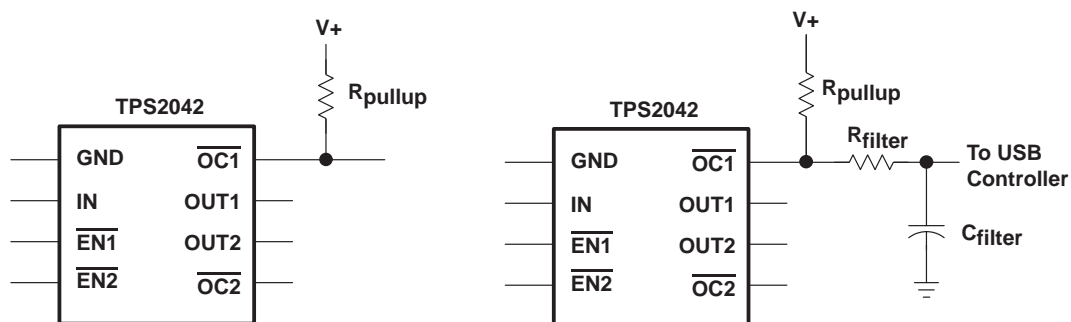 V+
Rpullup
TPS2042
GND
OC1
IN
OUT1
EN1
OUT2
EN2
OC2
V+
Rpullup
TPS2042
Rfilter
GND
OC1
To USB
Controller
IN
OUT1
EN1
OUT2
Cfilter
EN2
OC2